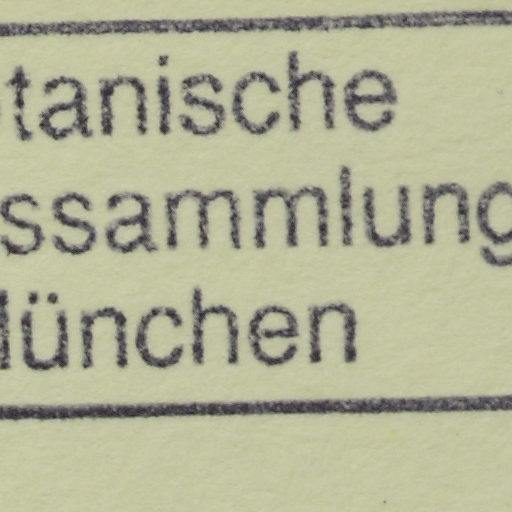 tanische
ssammlung
ünchen